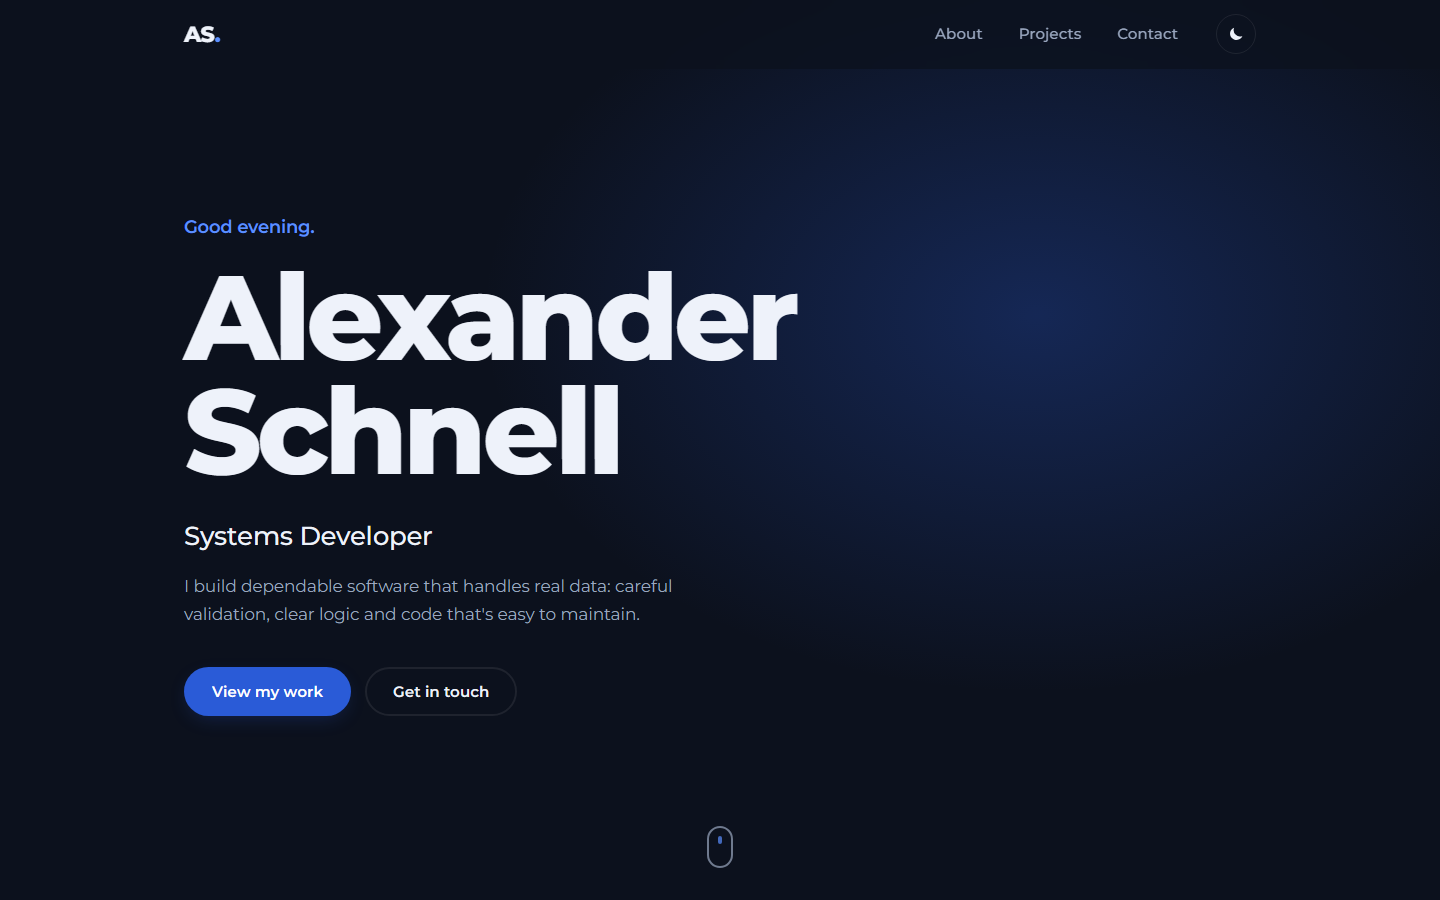 AS.
About
Projects
Contact
Good evening.
Alexander
Schnell
Systems Developer
I build dependable software that handles real data: careful
validation, clear logic and code that's easy to maintain.
View my work
Get in touch